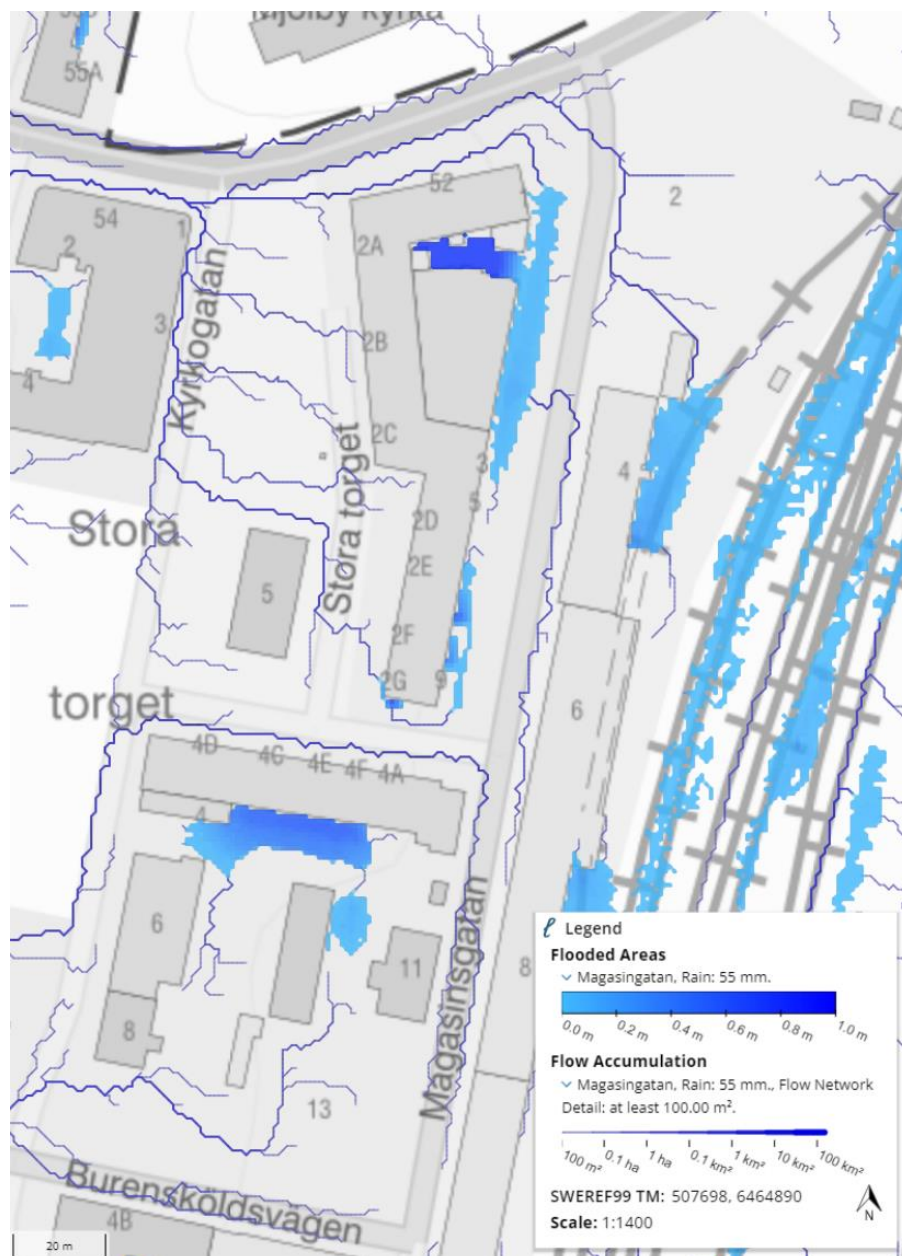 Mjölby kyrka
55A
52
2
54
1
2
2A
3
2B
4
Kyrkogatan
2C
3
4
5
Stora
Stora torget
2D
2E
5
2F
6
2G
9
torget
4D
4C
4E
4F
4A
4
6
11
8
8
Magasinsgatan
13
Burensköldsvägen
4B
20 m
Legend
Flooded Areas
Magasingatan, Rain: 55 mm.
0.0 m
0.2 m
0.4 m
0.6 m
0.8 m
1.0 m
Flow Accumulation
Magasingatan, Rain: 55 mm., Flow Network
Detail: at least 100.00 m².
100 m²
0.1 ha
1 ha
0.1 km²
1 km²
10 km²
100 km²
SWEREF99 TM: 507698, 6464890
Scale: 1:1400
N